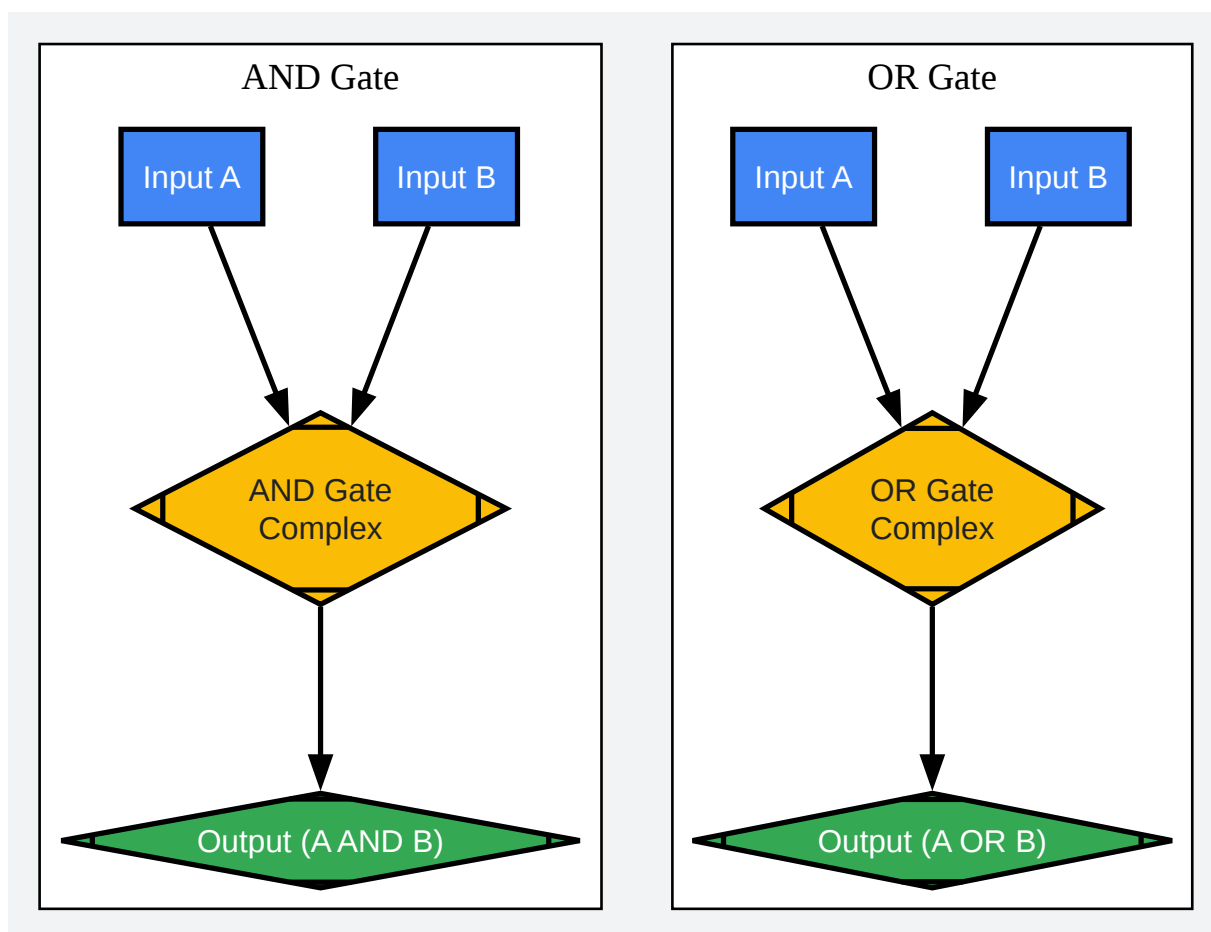 AND Gate
Input A
Input B
AND Gate
Complex
Output (A AND B)
OR Gate
Input A
Input B
OR Gate
Complex
Output (A OR B)